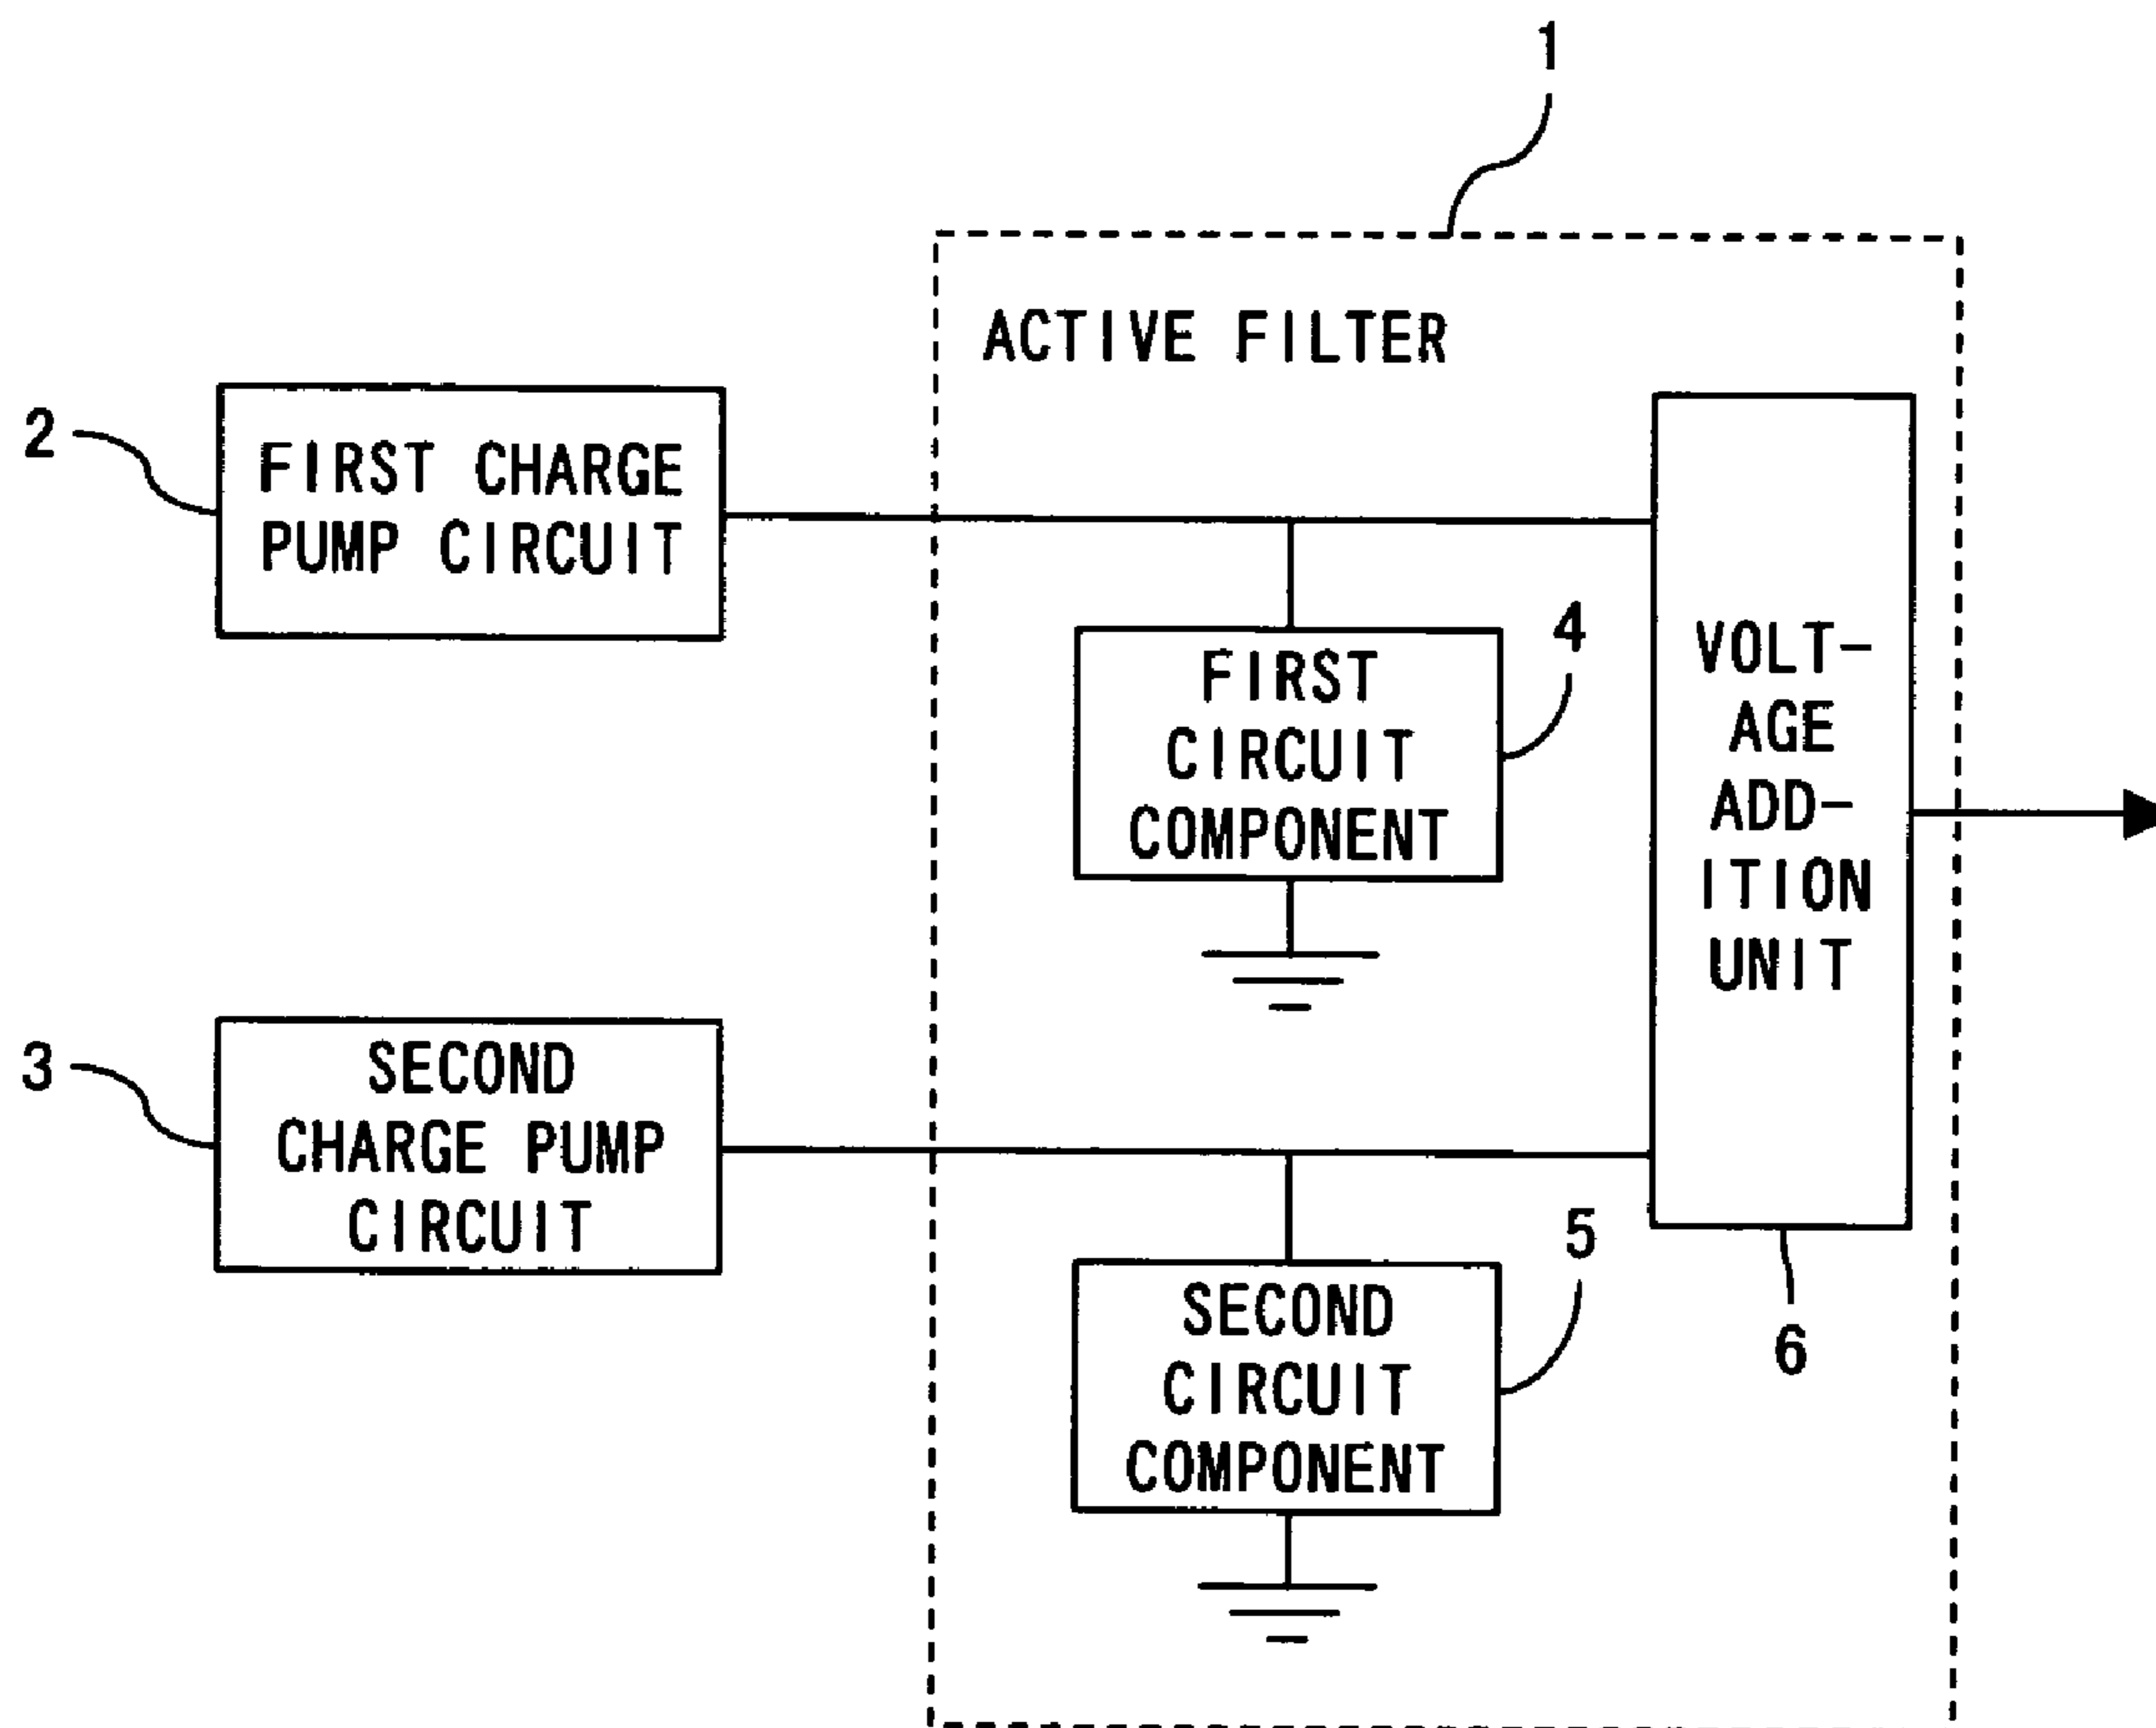 1
ACTIVE FILTER
2
FIRST CHARGE
PUMP CIRCUIT
4
FIRST
CIRCUIT
COMPONENT
VOLT-
AGE
ADD-
ITION
UNIT
3
SECOND
CHARGE PUMP
CIRCUIT
5
SECOND
CIRCUIT
COMPONENT
6